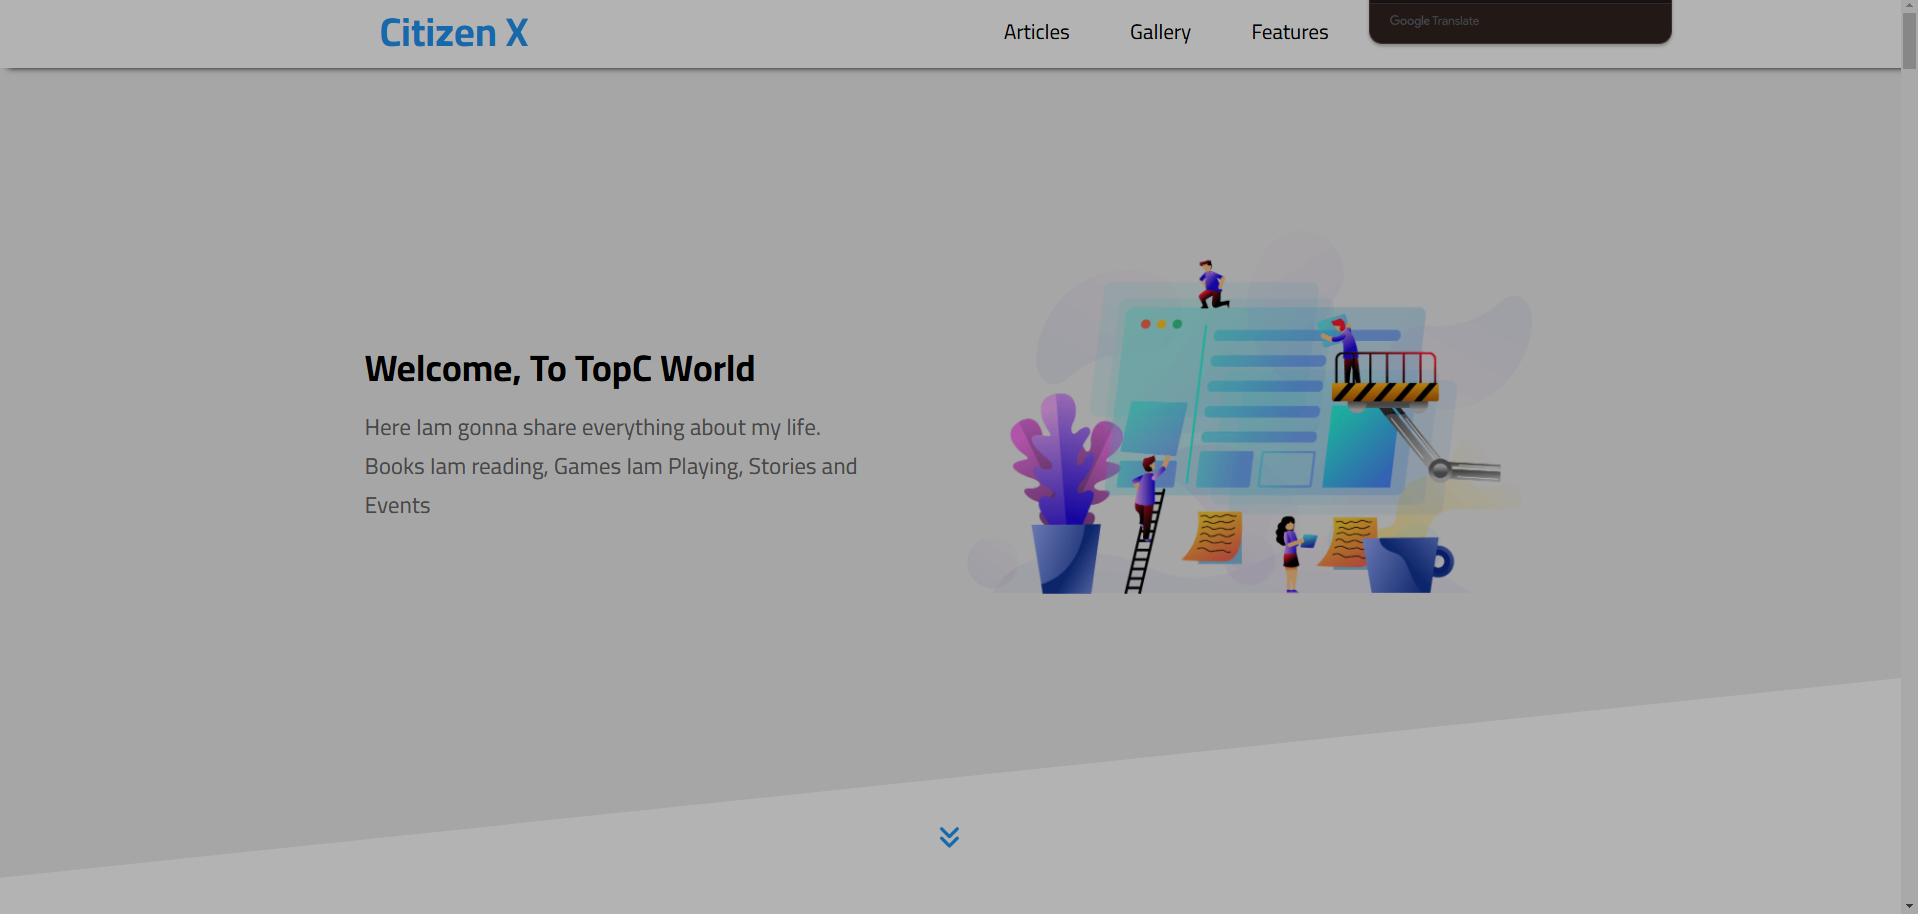 Citizen X
Articles
Gallery
Features
Google Translate
Welcome, To TopC World
Here Iam gonna share everything about my life.
Books Iam reading, Games Iam Playing, Stories and
Events